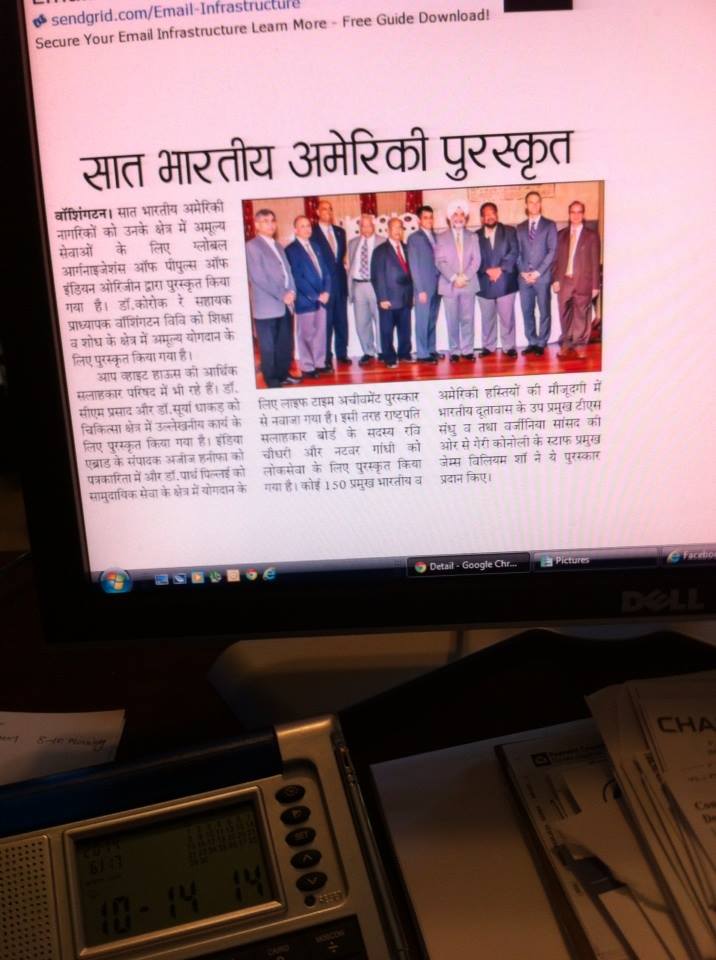 sendgrid.com/Email-Infrastructure
Secure Your Email Infrastructure Learn More - Free Guide Download!
सात भारतीय अमेरिकी पुरस्कृत
वॉशिंगटन। सात भारतीय अमेरिकी
नागरिकों को उनके क्षेत्र में अमूल्य
सेवाओं के लिए ग्लोबल
आर्गनाइजेशंस ऑफ पीपुल्स ऑफ
इंडियन ओरिजीन द्वारा पुरस्कृत किया
गया है। डॉ.कोरोक रे सहायक
प्राध्यापक वॉशिंगटन विवि को शिक्षा
व शोध के क्षेत्र में अमूल्य योगदान के
लिए पुरस्कृत किया गया है।
आप व्हाइट हाऊस की आर्थिक
सलाहकार परिषद में भी रहे हैं। डॉ.
सीएम प्रसाद और डॉ.सूर्या धाकड़ को
चिकित्सा क्षेत्र में उल्लेखनीय कार्य के
लिए पुरस्कृत किया गया है। इंडिया
एब्राड के संपादक अजीज हनीफा को
पत्रकारिता में और डॉ.पार्थ पिल्लई को
सामुदायिक सेवा के क्षेत्र में योगदान के
लिए लाइफ टाइम अचीवमेंट पुरस्कार
से नवाजा गया है। इसी तरह राष्ट्रपति
सलाहकार बोर्ड के सदस्य रवि
चौधरी और नटवर गांधी को
लोकसेवा के लिए पुरस्कृत किया
गया है। कोई 150 प्रमुख भारतीय व
अमेरिकी हस्तियों की मौजूदगी में
भारतीय दूतावास के उप प्रमुख टीएस
संधु व तथा वर्जीनिया सांसद की
ओर से गेरी कोनोली के स्टाफ प्रमुख
जेम्स विलियम शॉ ने ये पुरस्कार
प्रदान किए।
Detail - Google Chr...
Pictures
Facebo
DELL
CHA
10-14 14
RESET